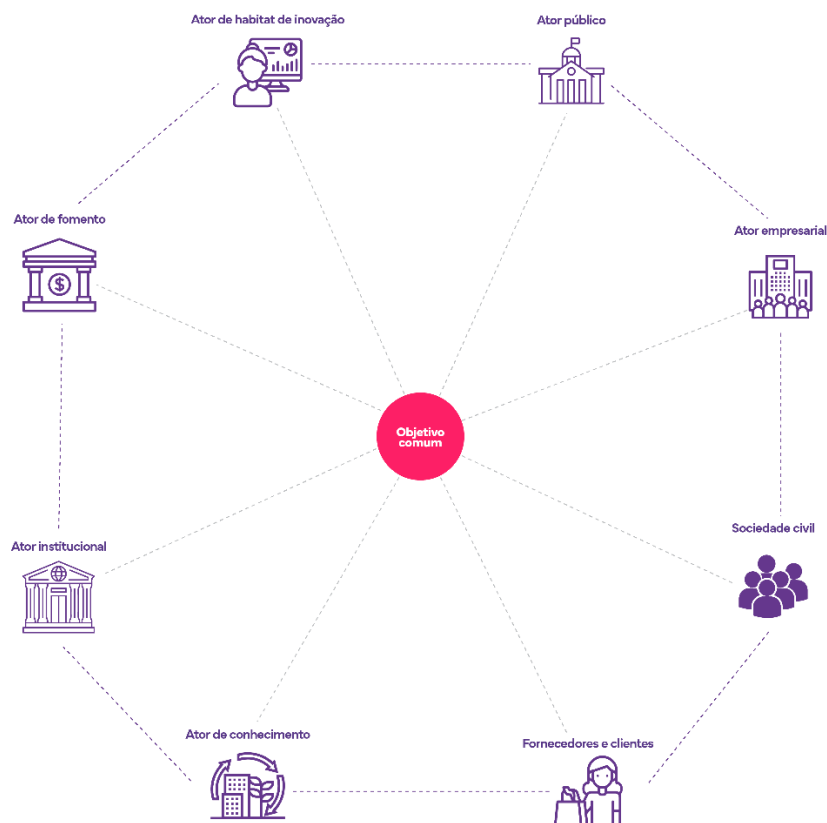 Ator de habitat de inovação
Ator público
Ator de fomento
Ator empresarial
$
Objetivo
comum
Sociedade civil
Ator institucional
Ator de conhecimento
Fornecedores e clientes